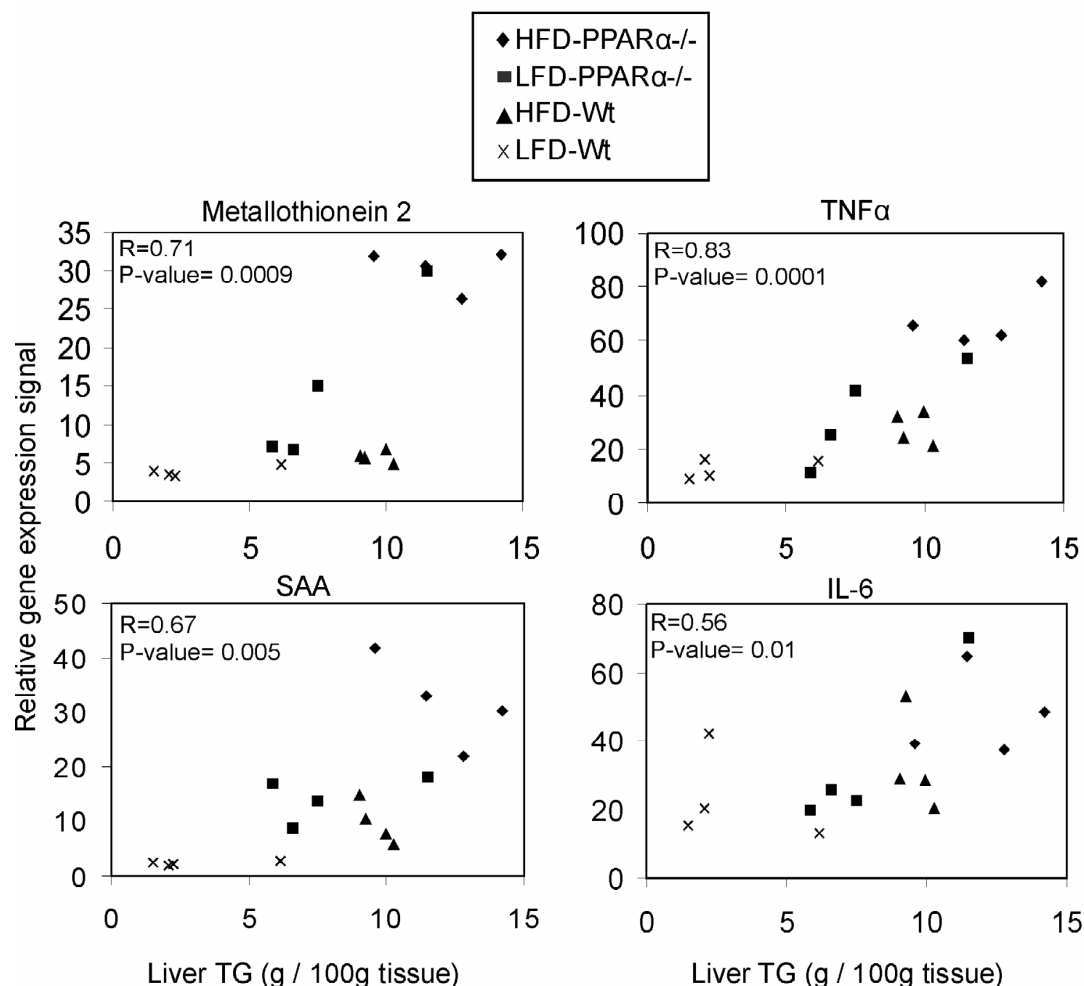 HFD-PPARα-/-
LFD-PPARα-/-
HFD-Wt
LFD-Wt
Metallothionein 2
R=0.71
P-value= 0.0009
35
30
25
20
15
10
5
0
0 5 10 15
TNFα
R=0.83
P-value= 0.0001
100
80
60
40
20
0
0 5 10 15
Relative gene expression signal
SAA
R=0.67
P-value= 0.005
50
40
30
20
10
0
0 5 10 15
Liver TG (g / 100g tissue)
IL-6
R=0.56
P-value= 0.01
80
60
40
20
0
0 5 10 15
Liver TG (g / 100g tissue)